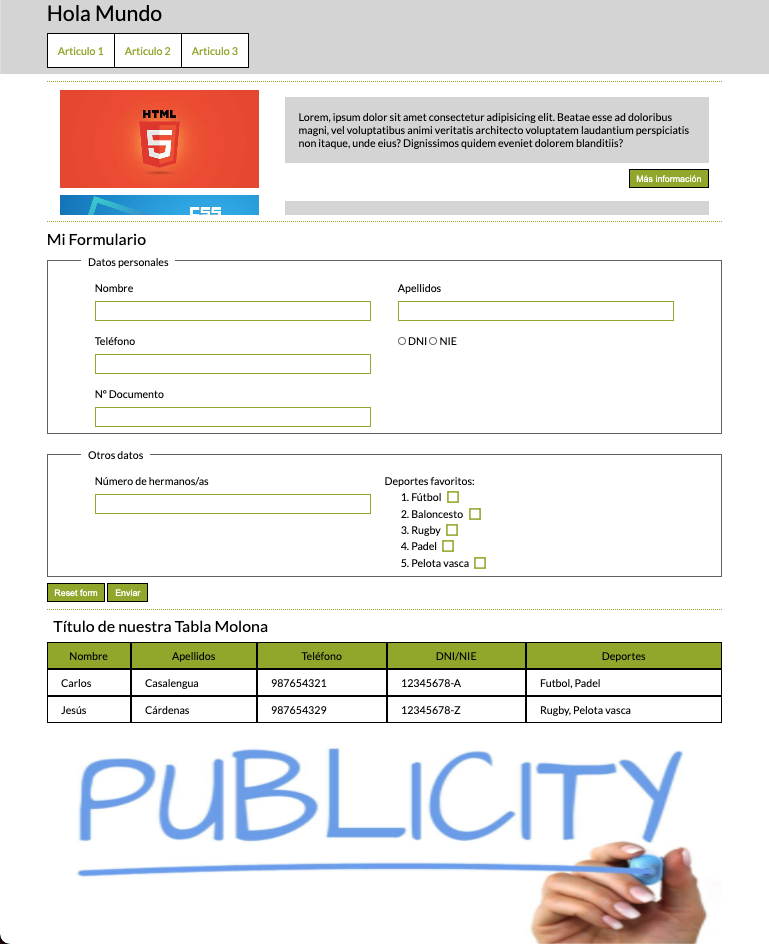 Hola Mundo
Articulo 1 Articulo 2 Articulo 3
HTML
5
Lorem, ipsum dolor sit amet consectetur adipisicing elit. Beatae esse ad doloribus
magni, vel voluptatibus animi veritatis architecto voluptatem laudantium perspiciatis
non itaque, unde eius? Dignissimos quidem eveniet dolorem blanditiis?
Más información
CSS
Mi Formulario
Datos personales
Nombre Apellidos
Teléfono DNI NIE
Nº Documento
Otros datos
Número de hermanos/as Deportes favoritos:
1. Fútbol
2. Baloncesto
3. Rugby
4. Padel
5. Pelota vasca
Reset form Enviar
Título de nuestra Tabla Molona
Nombre Apellidos Teléfono DNI/NIE Deportes
Carlos Casalengua 987654321 12345678-A Futbol, Padel
Jesús Cárdenas 987654329 12345678-Z Rugby, Pelota vasca
PUBLICITY